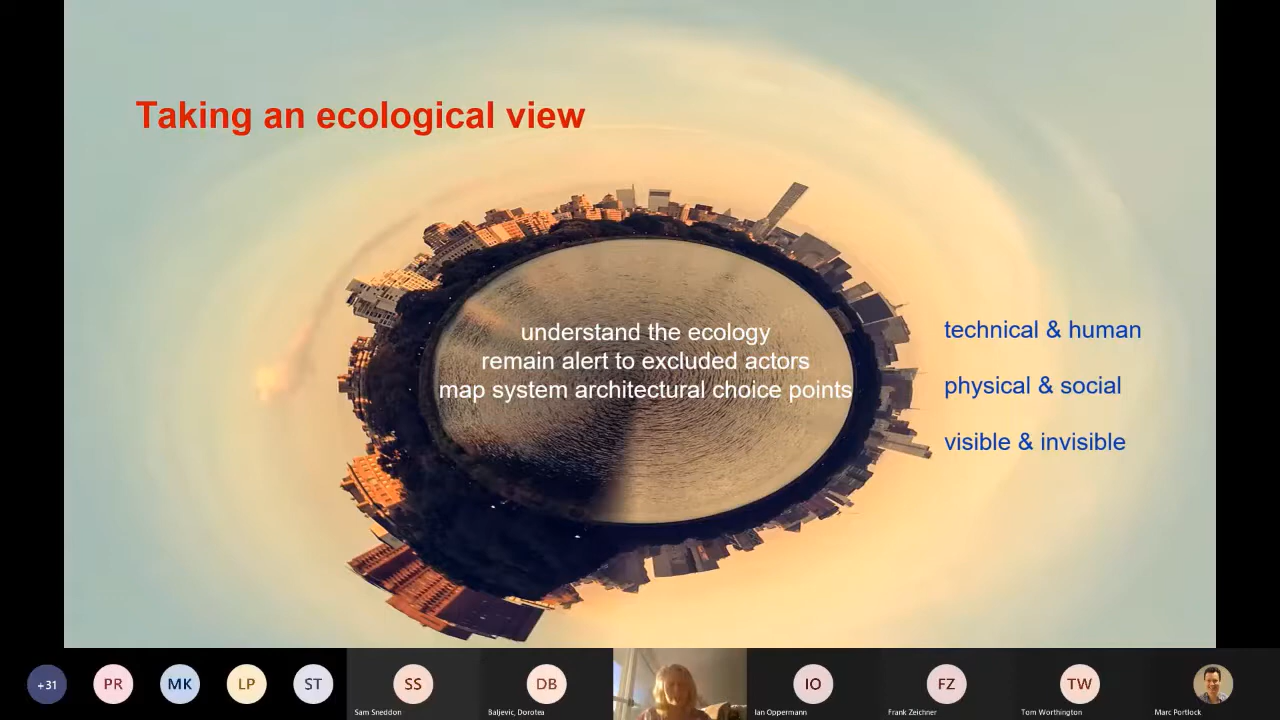 Taking an ecological view
understand the ecology
remain alert to excluded actors
map system architectural choice points
technical & human
physical & social
visible & invisible
+31
PR
MK
LP
ST
SS
DB
IO
FZ
TW
Sam Sneddon
Baljevic, Dorotea
Ian Oppermann
Frank Zeichner
Tom Worthington
Marc Portlock